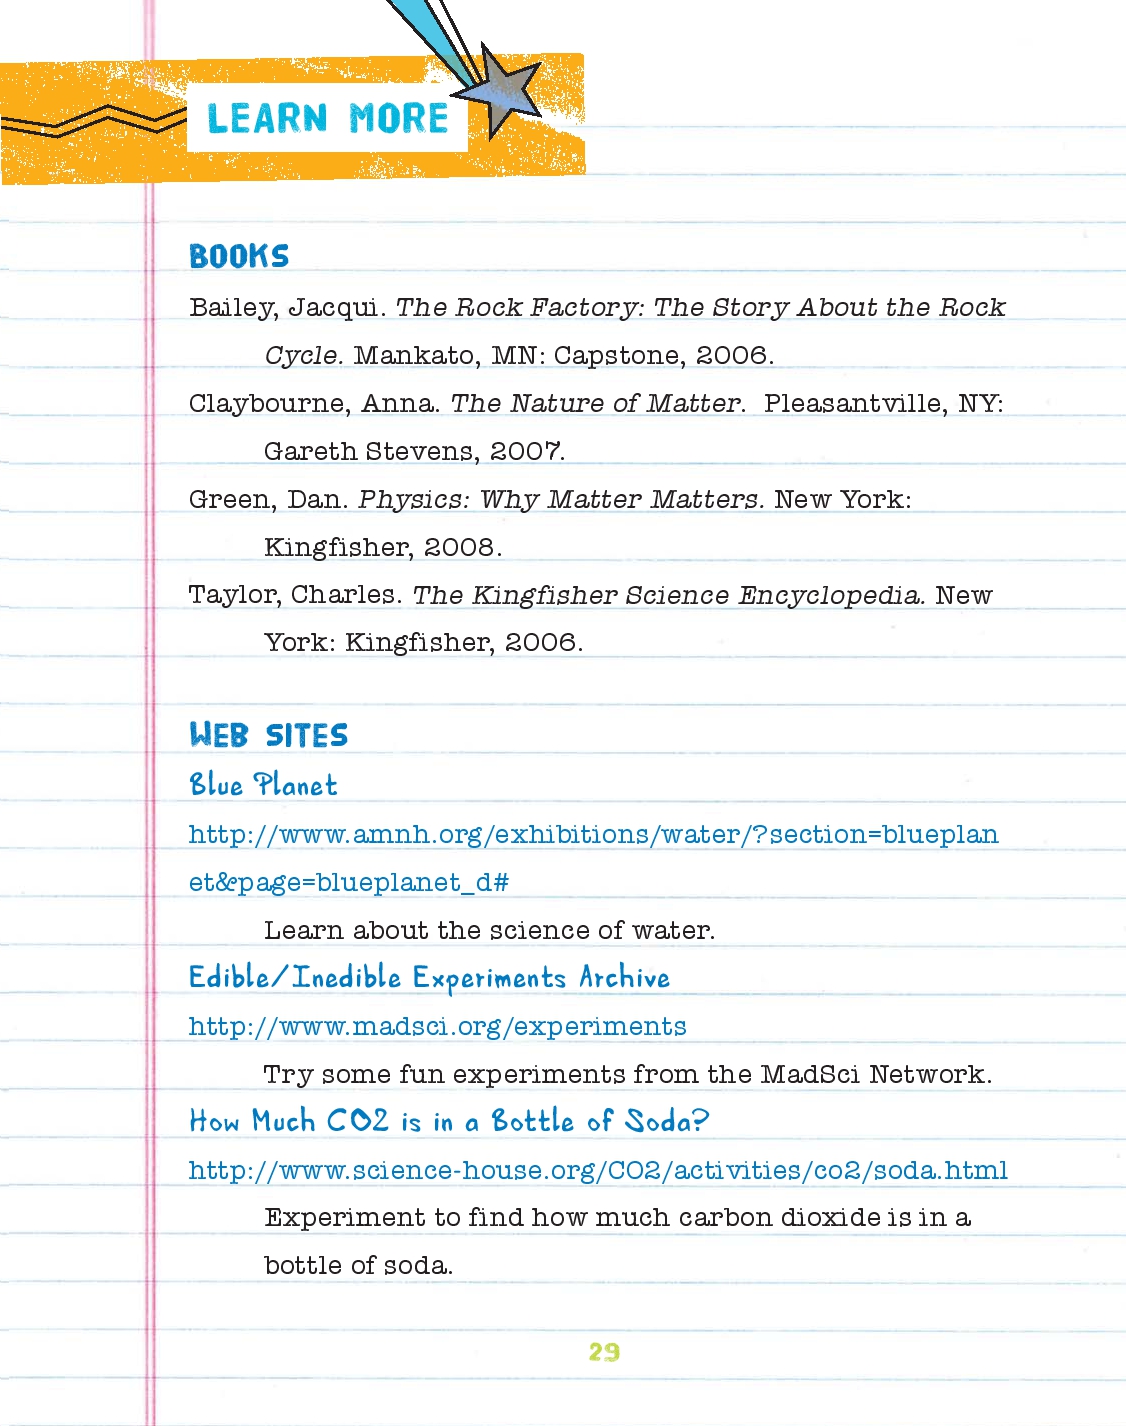 LEARN MORE
BOOKS
Bailey, Jacqui. The Rock Factory: The Story About the Rock
Cycle. Mankato, MN: Capstone, 2006.
Claybourne, Anna. The Nature of Matter. Pleasantville, NY:
Gareth Stevens, 2007.
Green, Dan. Physics: Why Matter Matters. New York:
Kingfisher, 2008.
Taylor, Charles. The Kingfisher Science Encyclopedia. New
York: Kingfisher, 2006.
WEB SITES
Blue Planet
http://www.amnh.org/exhibitions/water/?section=blueplan
et&page=blueplanet_d#
Learn about the science of water.
Edible/Inedible Experiments Archive
http://www.madsci.org/experiments
Try some fun experiments from the MadSci Network.
How Much CO2 is in a Bottle of Soda?
http://www.science-house.org/CO2/activities/co2/soda.html
Experiment to find how much carbon dioxide is in a
bottle of soda.
29